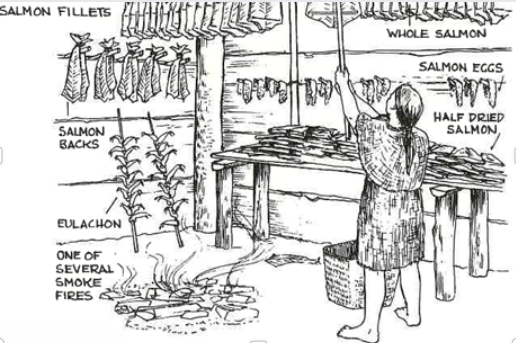 SALMON FILLETS
WHOLE SALMON
SALMON EGGS
HALF DRIED
SALMON
SALMON
BACKS
EULACHON
ONE OF
SEVERAL
SMOKE
FIRES